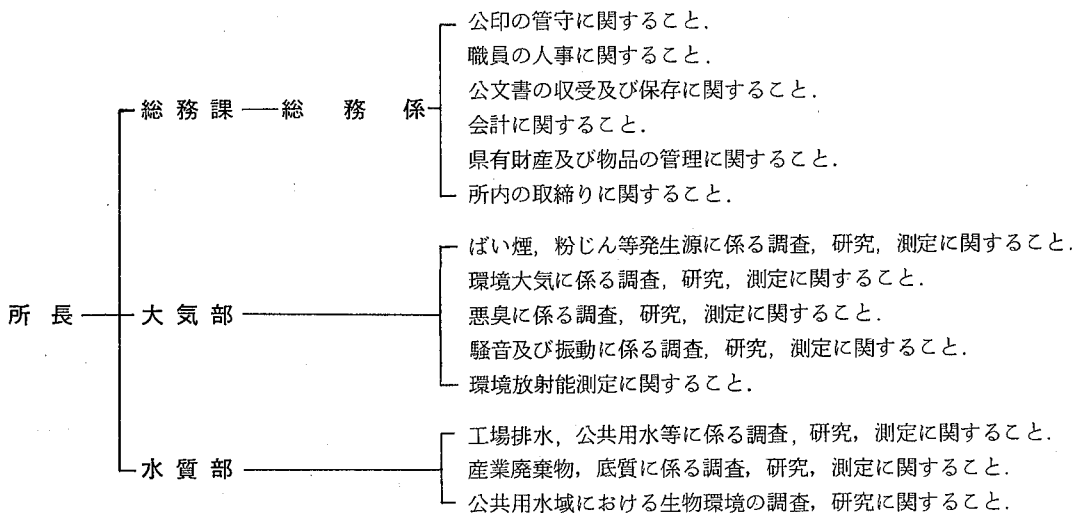 公印の管守に関すること.
職員の人事に関すること.
公文書の収受及び保存に関すること.
総務課 総務係
会計に関すること.
県有財産及び物品の管理に関すること.
所内の取締りに関すること.
ばい煙,粉じん等発生源に係る調査,研究,測定に関すること.
環境大気に係る調査,研究,測定に関すること.
所長 大気部
悪臭に係る調査,研究,測定に関すること.
騒音及び振動に係る調査,研究,測定に関すること.
環境放射能測定に関すること.
工場排水,公共用水等に係る調査,研究,測定に関すること.
水質部
産業廃棄物,底質に係る調査,研究,測定に関すること.
公共用水域における生物環境の調査,研究に関すること.